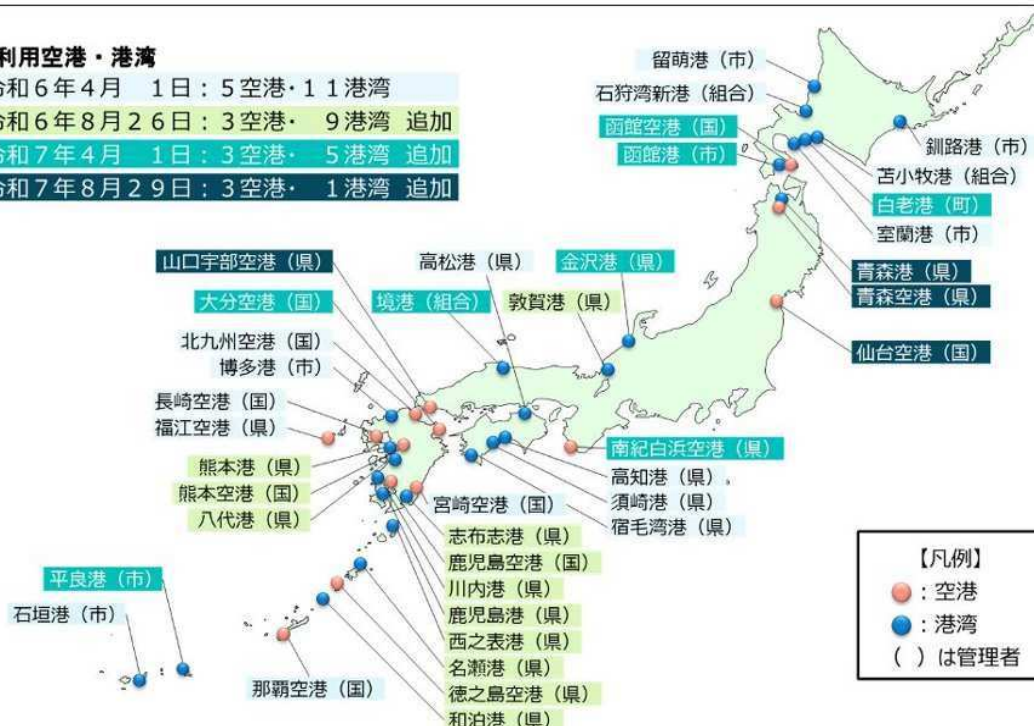 利用空港・港湾
令和６年４月　１日：５空港･１１港湾
令和６年８月２６日：３空港･　９港湾 追加
令和７年４月　１日：３空港･　５港湾 追加
令和７年８月２９日：３空港･　１港湾 追加
留萌港（市）
石狩湾新港（組合）
函館空港（国）
函館港（市）
釧路港（市）
苫小牧港（組合）
白老港（町）
室蘭港（市）
青森港（県）
青森空港（県）
仙台空港（国）
山口宇部空港（県）
高松港（県）
金沢港（県）
大分空港（国）
境港（組合）
敦賀港（県）
北九州空港（国）
博多港（市）
長崎空港（国）
福江空港（県）
熊本港（県）
熊本空港（国）
八代港（県）
南紀白浜空港（県）
高知港（県）。
須崎港（県）
宿毛湾港（県）
宮崎空港（国）
志布志港（県）
鹿児島空港（国）
川内港（県）
鹿児島港（県）
西之表港（県）
名瀬港（県）
徳之島空港（県）
和泊港（県）
平良港（市）
石垣港（市）
那覇空港（国）
【凡例】
：空港
：港湾
（ ）は管理者